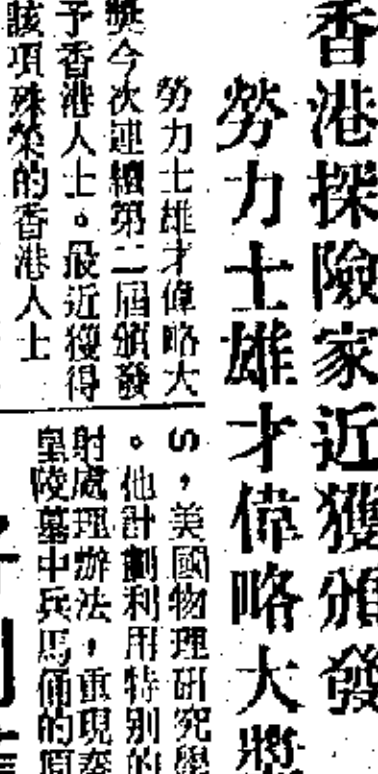 香港探險家近獲頒發
勞力士雄才偉略大獎
勞力士雄才偉略大
獎今次連續第二屆頒發
予香港人士。最近獲得
該項殊榮的香港人士
S，美國物理研究學
。他計劃利用特別的
射處理辦法，重現秦
皇陵墓中兵馬俑的原